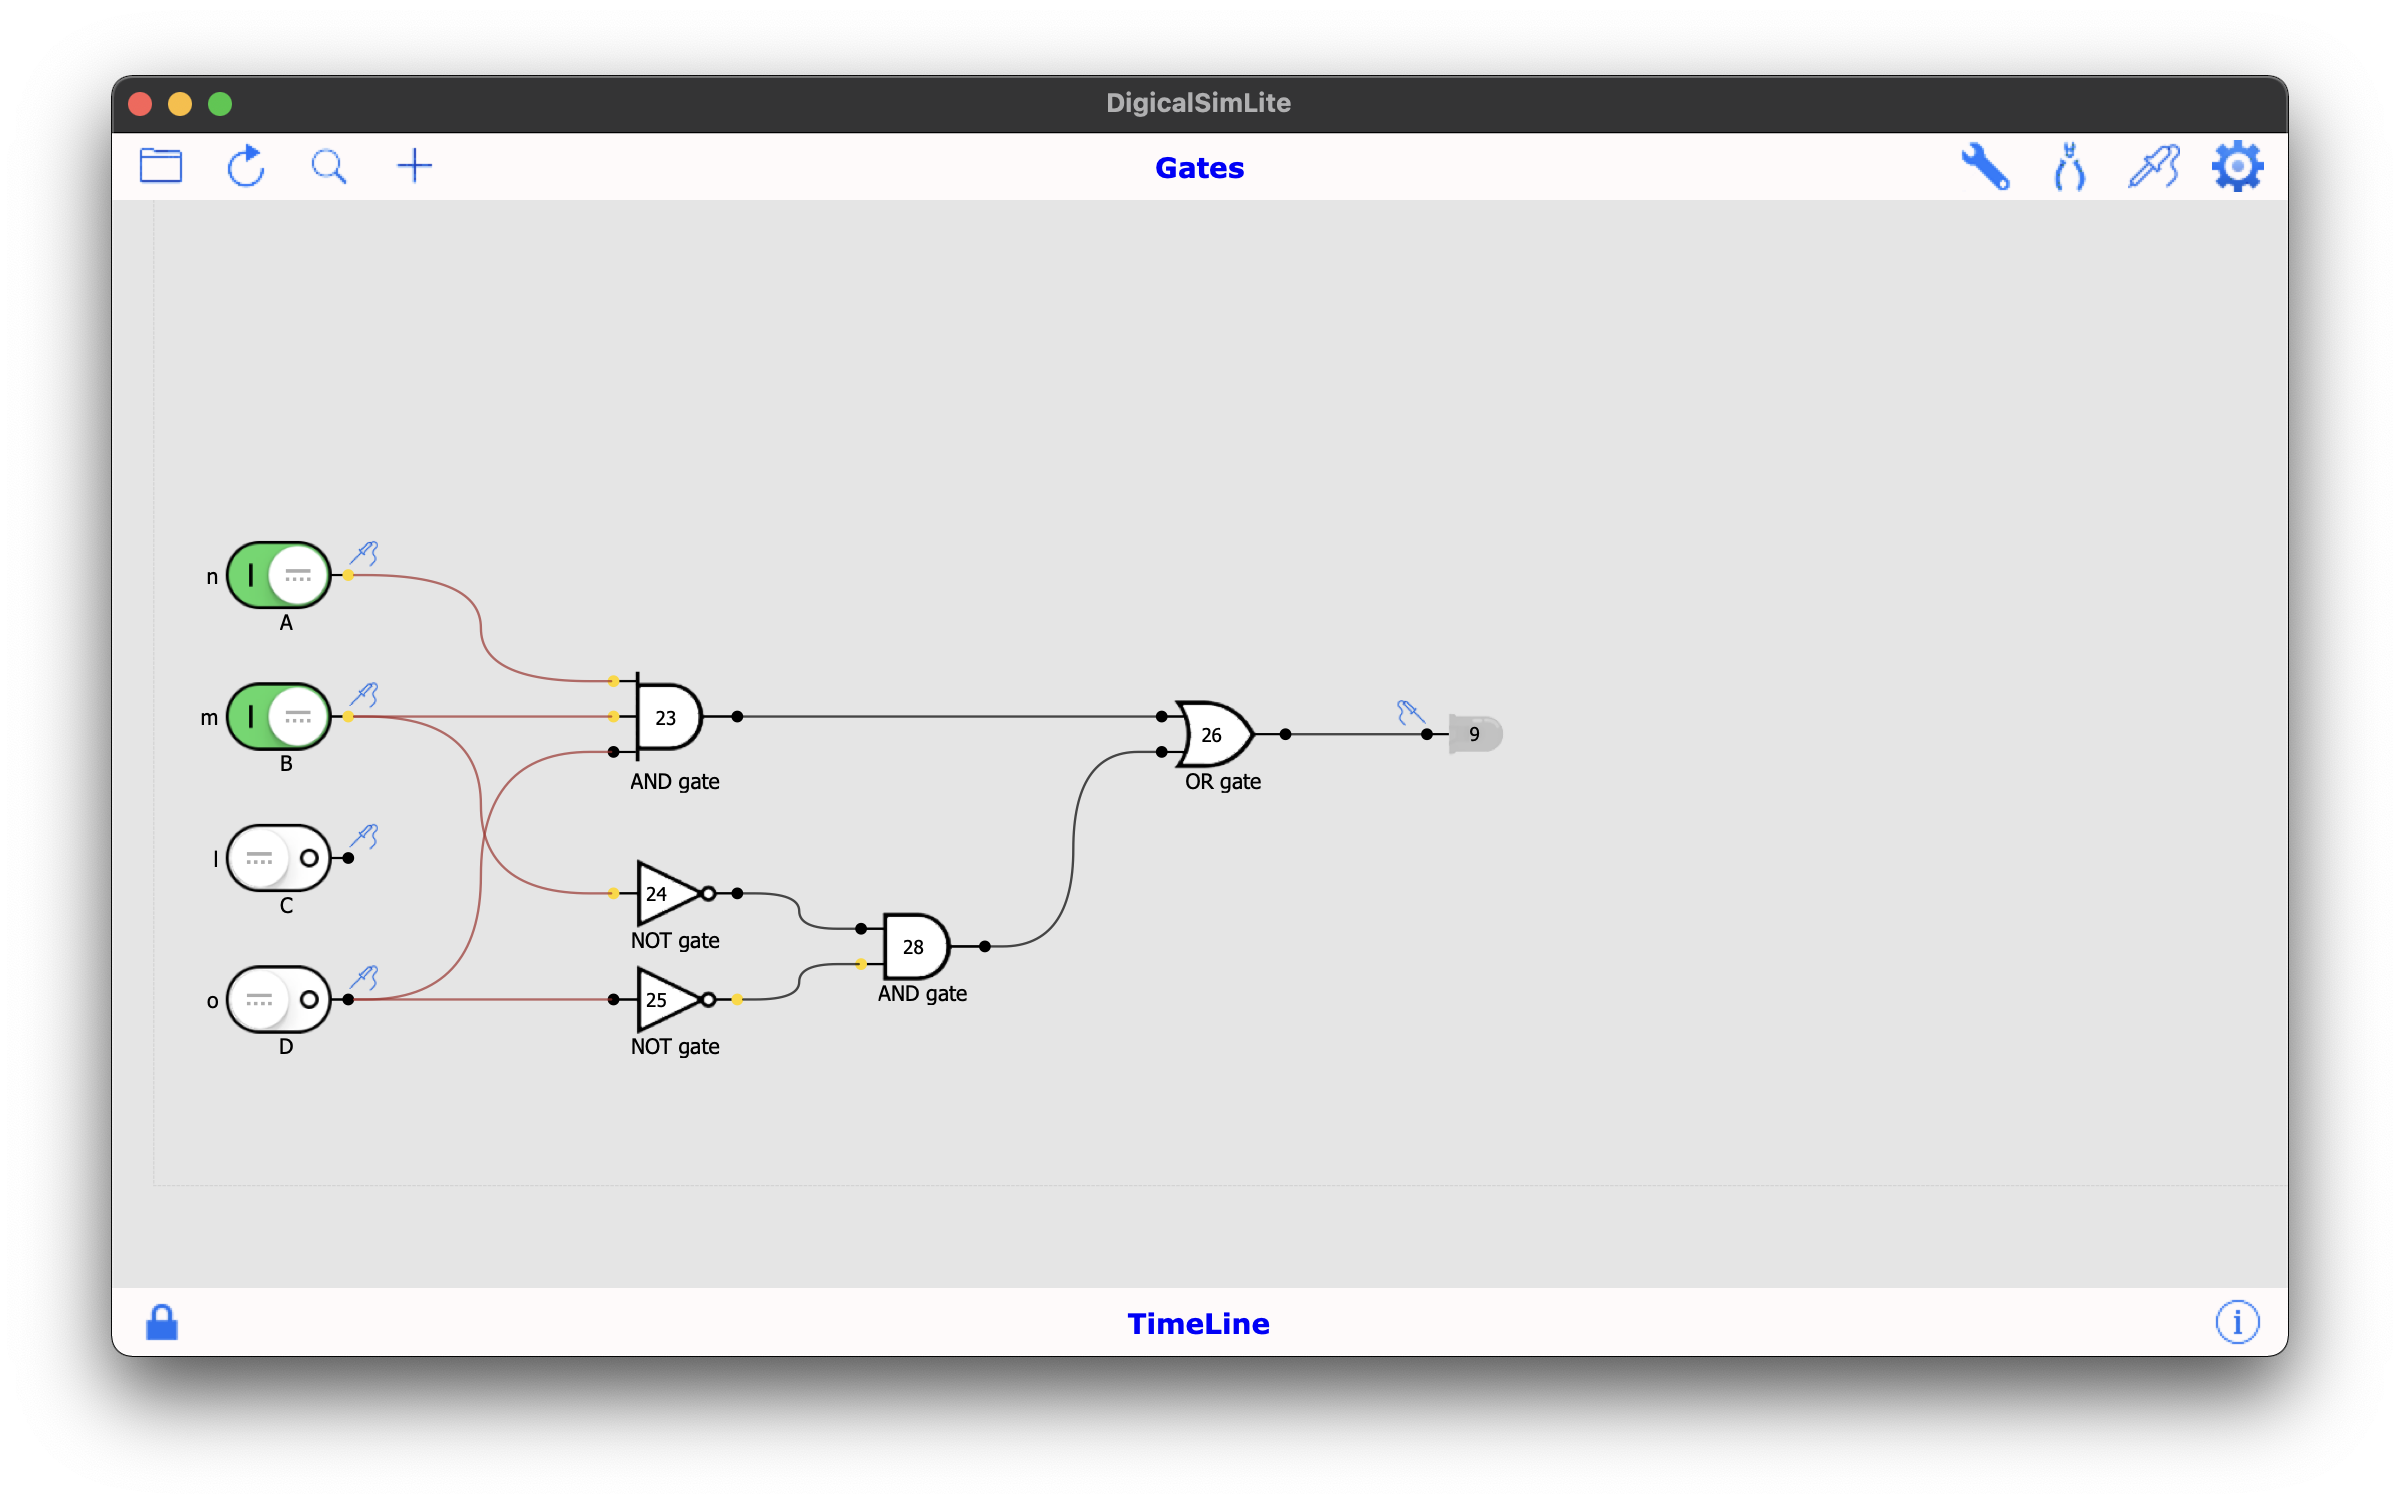 DigicalSimLite
Gates
n
A
m
B
23
AND gate
26
OR gate
9
l
C
24
NOT gate
28
AND gate
o
D
25
NOT gate
TimeLine
i